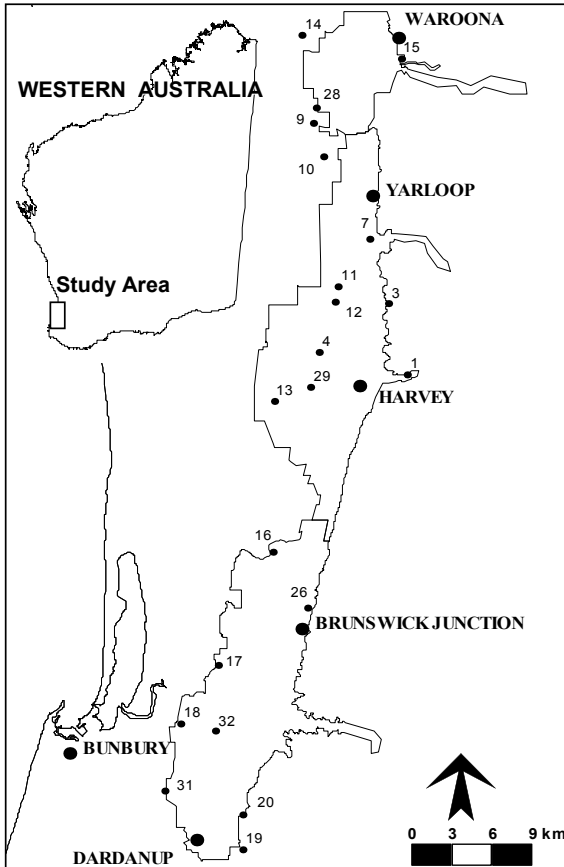 14
WAROONA
15
WESTERN AUSTRALIA
28
9
10
YARLOOP
7
11
Study Area
3
12
4
1
29
13
HARVEY
16
26
BRUNSWICK JUNCTION
17
18
32
BUNBURY
31
20
19
DARDANUP
0 3 6 9 km